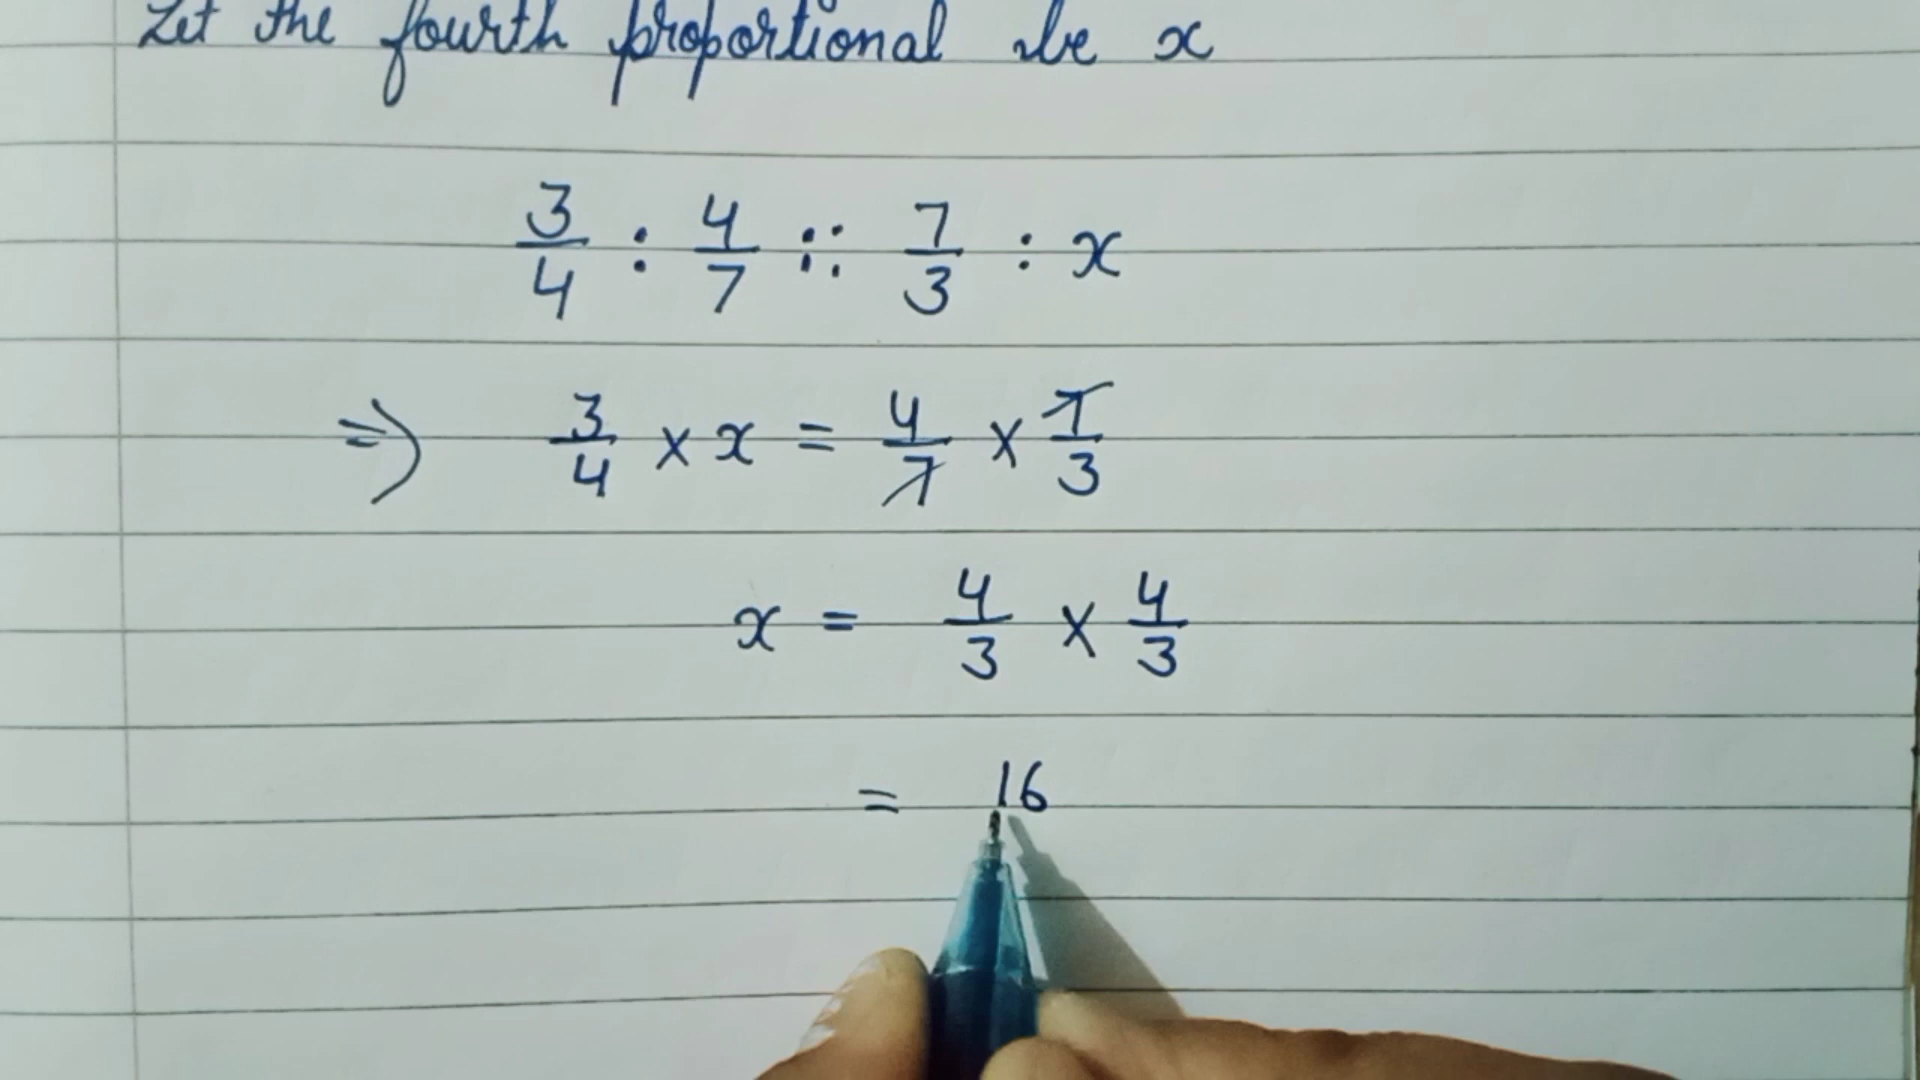 Let the fourth proportional be x
3/4 : 4/7 :: 7/3 : x
⇒ 3/4 × x = 4/7 × 7/3
x = 4/3 × 4/3
= 16